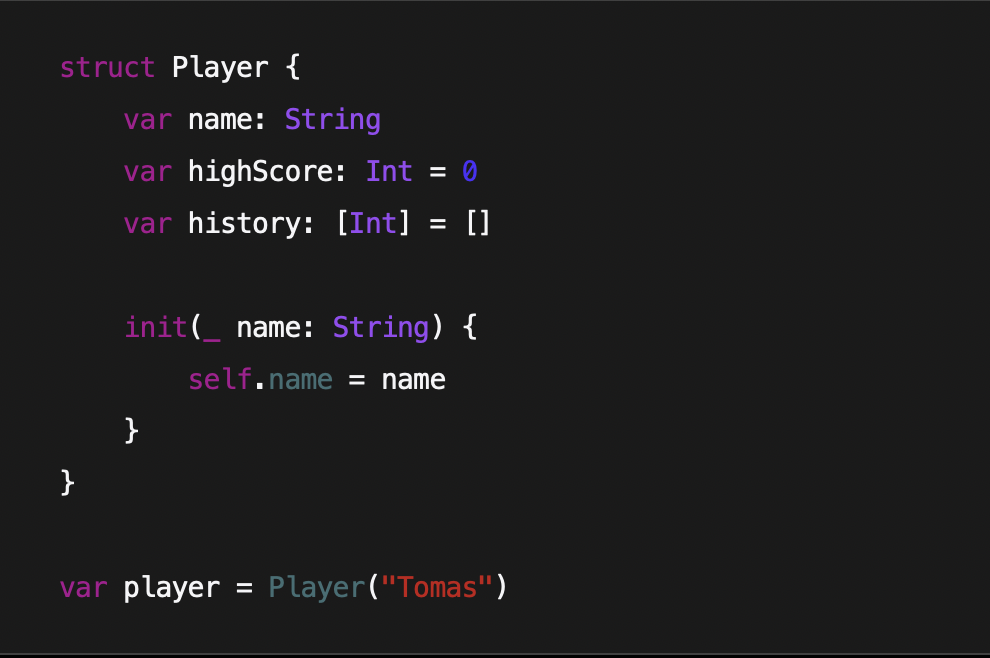 struct Player {
    var name: String
    var highScore: Int = 0
    var history: [Int] = []

    init(_ name: String) {
        self.name = name
    }
}

var player = Player("Tomas")